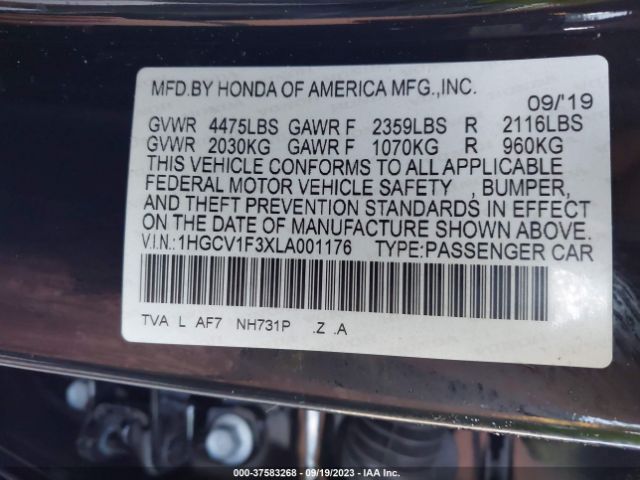 MFD.BY HONDA OF AMERICA MFG.,INC.
09/'19
GVWR 4475LBS GAWR F 2359LBS R 2116LBS
GVWR 2030KG GAWR F 1070KG R 960KG
THIS VEHICLE CONFORMS TO ALL APPLICABLE
FEDERAL MOTOR VEHICLE SAFETY , BUMPER,
AND THEFT PREVENTION STANDARDS IN EFFECT
ON THE DATE OF MANUFACTURE SHOWN ABOVE.
V.I.N.:1HGCV1F3XLA001176 TYPE:PASSENGER CAR
TVA L AF7 NH731P .Z .A
000-37583268 - 09/19/2023 - IAA Inc.